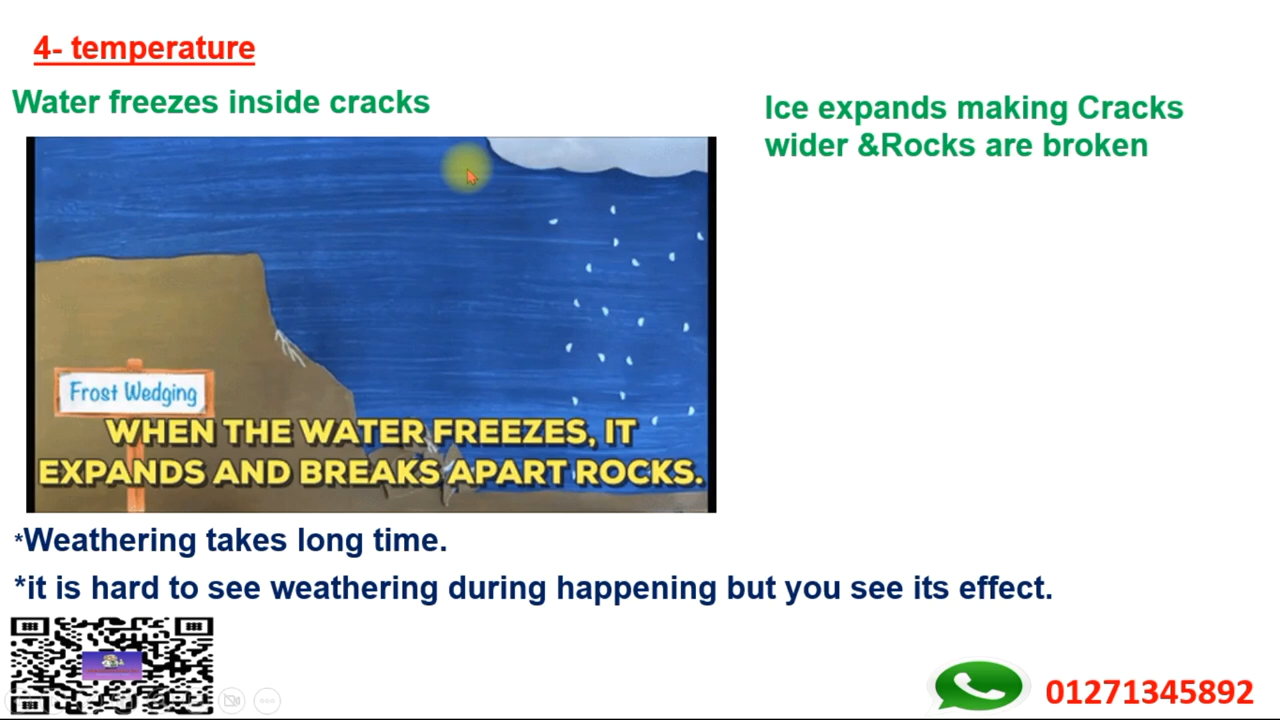 4- temperature
Water freezes inside cracks
Ice expands making Cracks
wider &Rocks are broken
Frost Wedging
WHEN THE WATER FREEZES, IT
EXPANDS AND BREAKS APART ROCKS.
*Weathering takes long time.
*it is hard to see weathering during happening but you see its effect.
01271345892